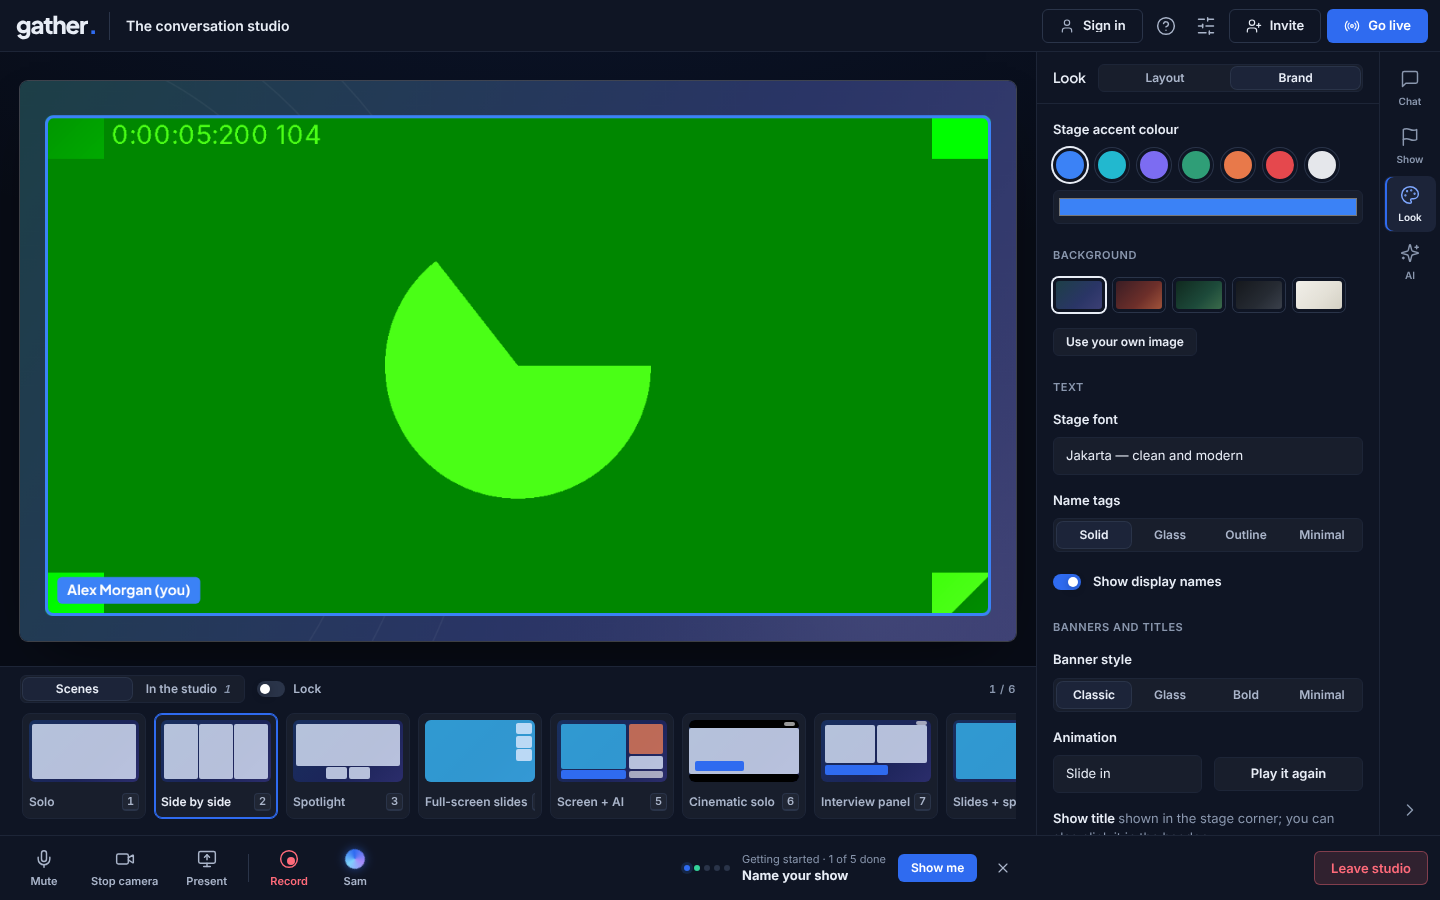 gather.
The conversation studio
Sign in
Invite
Go live
0:00:05:200 104
Alex Morgan (you)
Scenes
In the studio 1
Lock
1 / 6
Solo 1
Side by side 2
Spotlight 3
Full-screen slides
Screen + AI 5
Cinematic solo 6
Interview panel 7
Slides + sp
Mute
Stop camera
Present
Record
Sam
Getting started · 1 of 5 done
Name your show
Show me
Leave studio
Look
Layout
Brand
Stage accent colour
BACKGROUND
Use your own image
TEXT
Stage font
Jakarta — clean and modern
Name tags
Solid
Glass
Outline
Minimal
Show display names
BANNERS AND TITLES
Banner style
Classic
Glass
Bold
Minimal
Animation
Slide in
Play it again
Show title shown in the stage corner; you can
Chat
Show
Look
AI